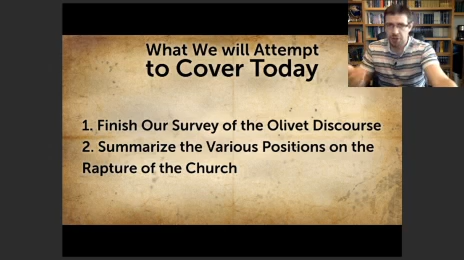 What We will Attempt
to Cover Today
1. Finish Our Survey of the Olivet Discourse
2. Summarize the Various Positions on the
Rapture of the Church